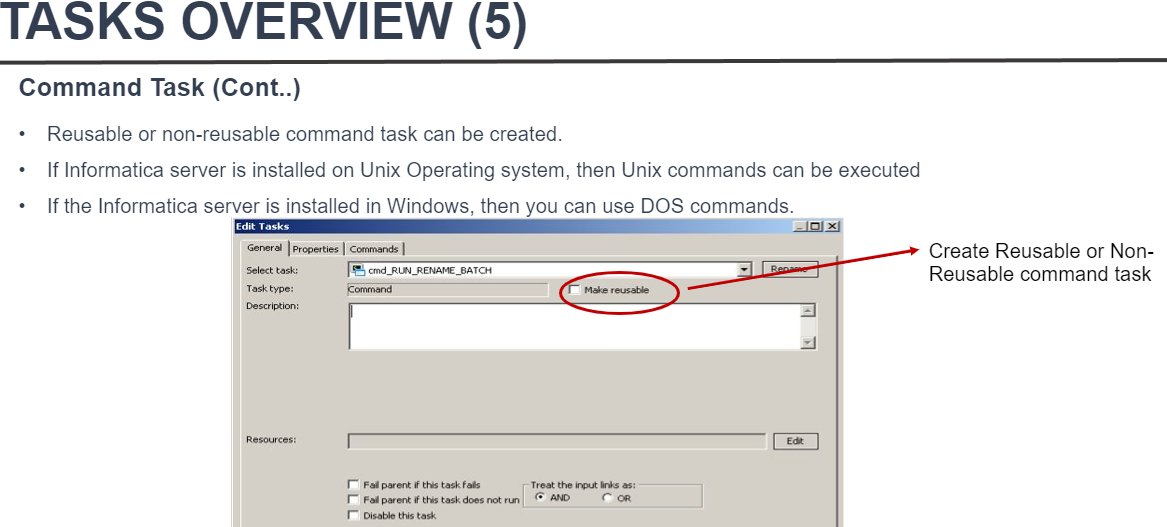 TASKS OVERVIEW (5)
Command Task (Cont..)
• Reusable or non-reusable command task can be created.
• If Informatica server is installed on Unix Operating system, then Unix commands can be executed
• If the Informatica server is installed in Windows, then you can use DOS commands.
Edit Tasks
General Properties Commands
Select task: cmd_RUN_RENAME_BATCH Rename
Task type: Command Make reusable
Description:
Create Reusable or Non-
Reusable command task
Resources: Edit
Fail parent if this task fails Treat the input links as:
Fail parent if this task does not run AND OR
Disable this task